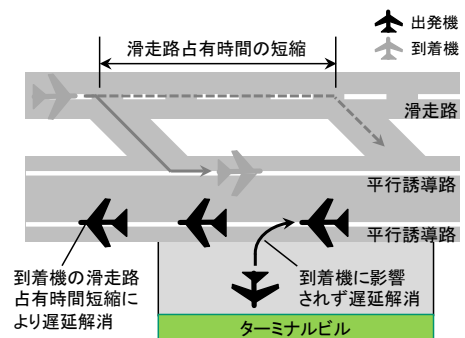 出発機
到着機
滑走路占有時間の短縮
滑走路
平行誘導路
平行誘導路
到着機の滑走路
占有時間短縮に
より遅延解消
到着機に影響
されず遅延解消
ターミナルビル